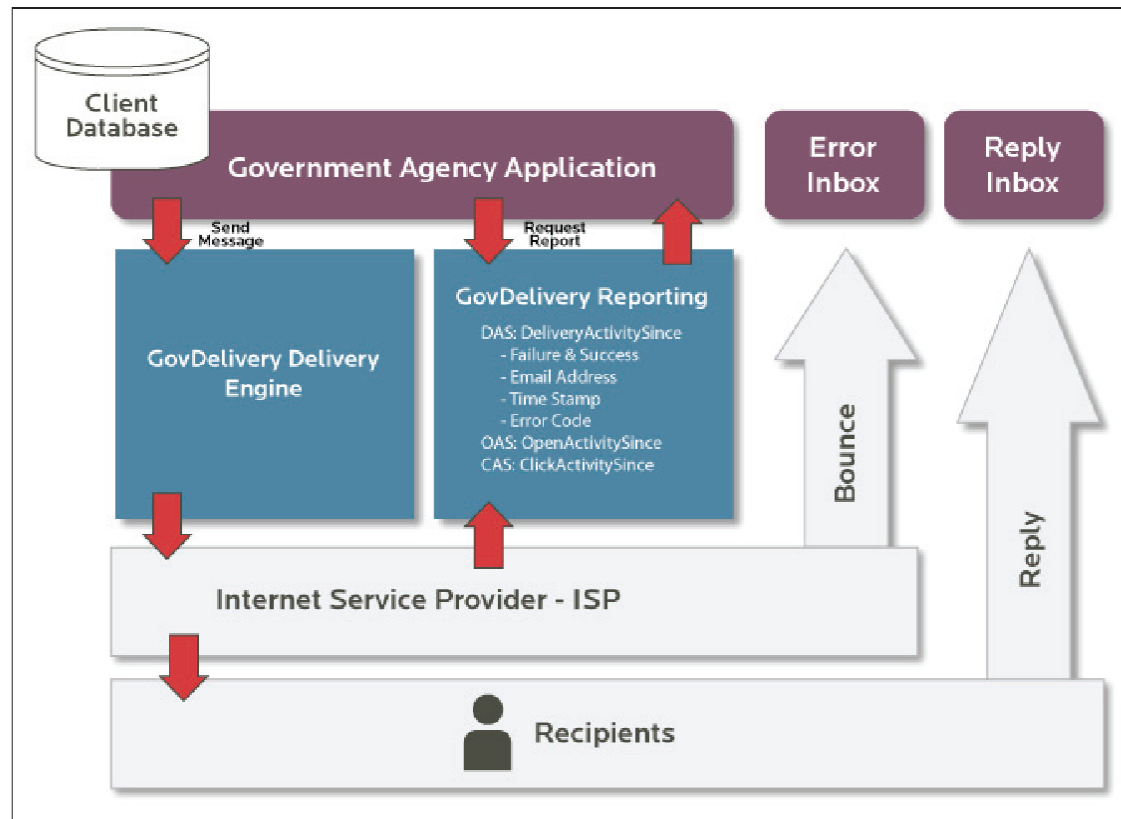 Client
Database
Government Agency Application
Error
Inbox
Reply
Inbox
Send
Message
Request
Report
GovDelivery Delivery
Engine
GovDelivery Reporting
DAS: DeliveryActivitySince
- Failure & Success
- Email Address
- Time Stamp
- Error Code
OAS: OpenActivitySince
CAS: ClickActivitySince
Bounce
Reply
Internet Service Provider - ISP
Recipients